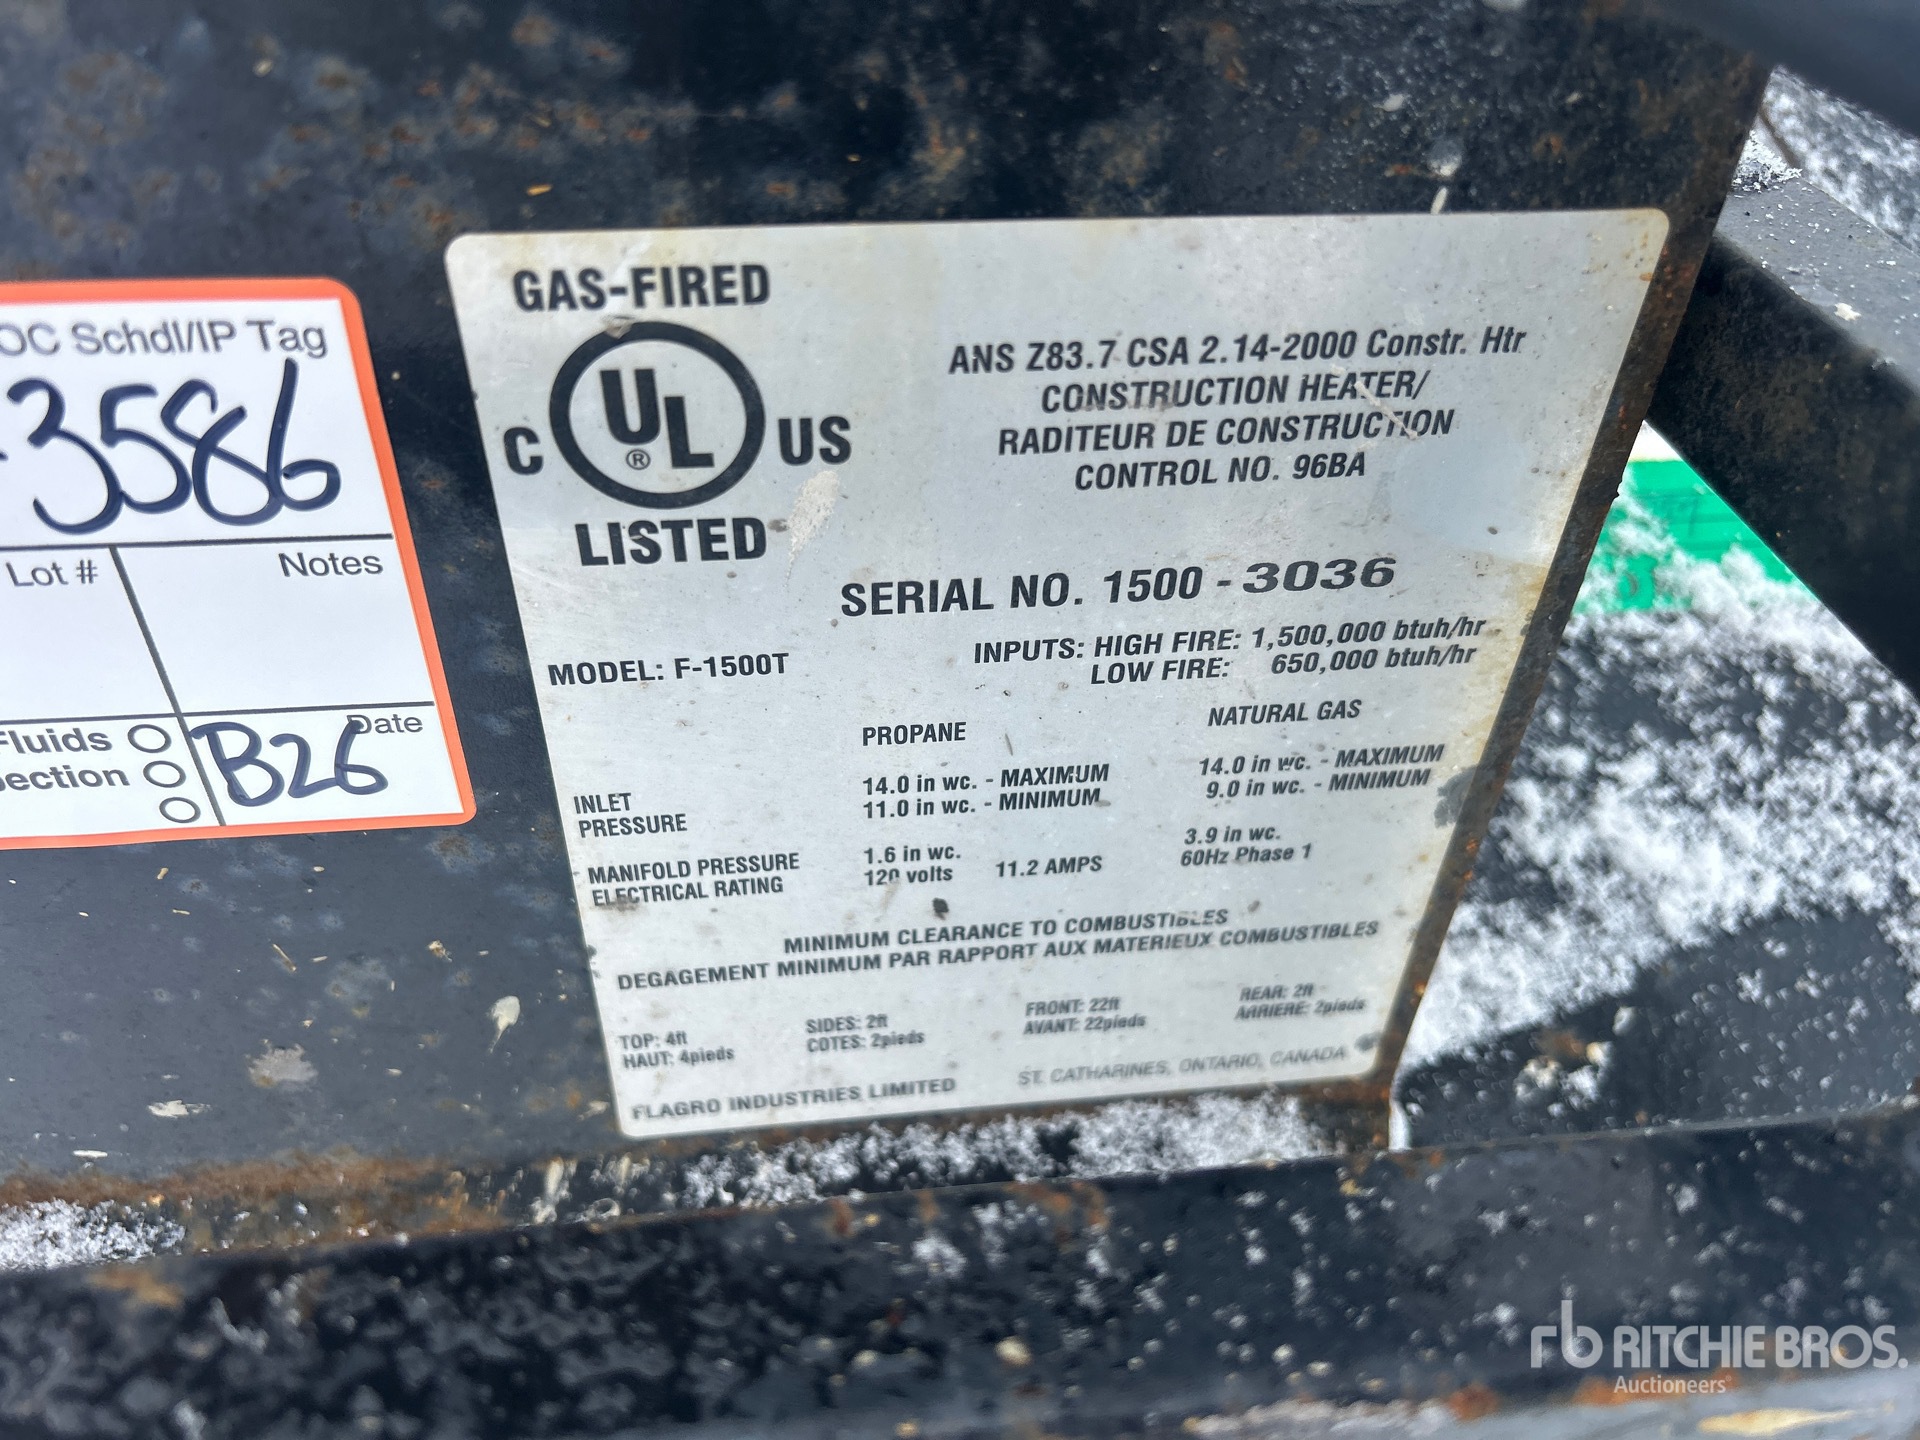 OC Schdl/IP Tag
3586
Lot #
Notes
Fluids
Date
B26
GAS-FIRED
C UL ® US
LISTED
ANS Z83.7 CSA 2.14-2000 Constr. Htr
CONSTRUCTION HEATER/
RADITEUR DE CONSTRUCTION
CONTROL NO. 96BA
SERIAL NO. 1500 - 3036
MODEL: F-1500T
INPUTS: HIGH FIRE: 1,500,000 btuh/hr
LOW FIRE: 650,000 btuh/hr
PROPANE NATURAL GAS
INLET PRESSURE
14.0 in wc. - MAXIMUM 14.0 in wc. - MAXIMUM
11.0 in wc. - MINIMUM 9.0 in wc. - MINIMUM
MANIFOLD PRESSURE 1.6 in wc. 3.9 in wc.
ELECTRICAL RATING 120 volts 11.2 AMPS 60Hz Phase 1
MINIMUM CLEARANCE TO COMBUSTIBLES
DEGAGEMENT MINIMUM PAR RAPPORT AUX MATERIEUX COMBUSTIBLES
TOP: 4ft SIDES: 2ft FRONT: 22ft REAR: 2ft
HAUT: 4pieds COTES: 2pieds AVANT: 22pieds ARRIERE: 2pieds
FLAGRO INDUSTRIES LIMITED ST. CATHARINES, ONTARIO, CANADA
rb RITCHIE BROS.
Auctioneers